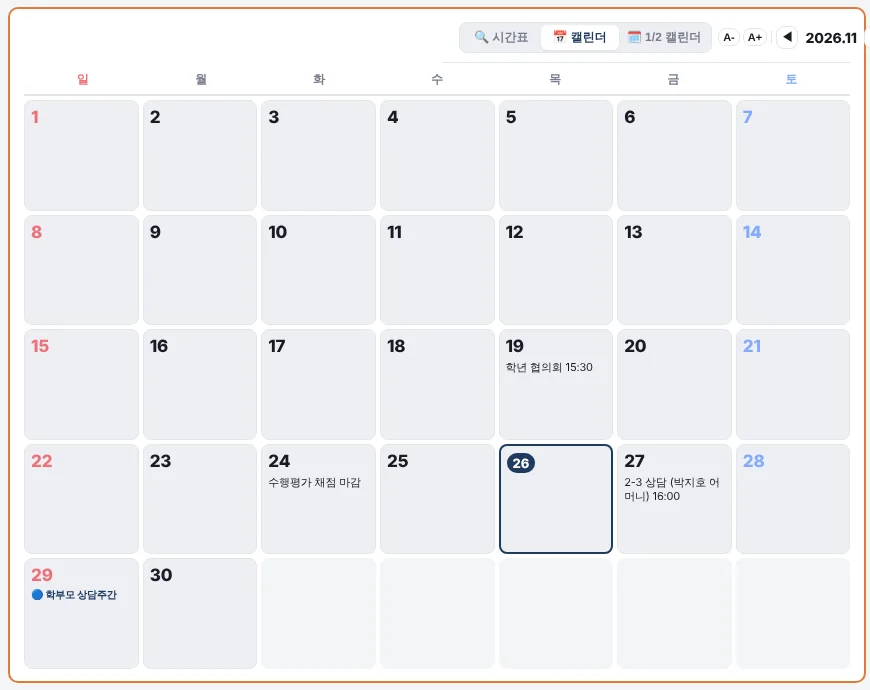 🔍 시간표 📅 캘린더 🗓️ 1/2 캘린더 A- A+ ◀ 2026.11
일 월 화 수 목 금 토
1 2 3 4 5 6 7
8 9 10 11 12 13 14
15 16 17 18 19 20 21
학년 협의회 15:30
22 23 24 25 26 27 28
수행평가 채점 마감 2-3 상담 (박지호 어
머니) 16:00
29 30
🔵 학부모 상담주간